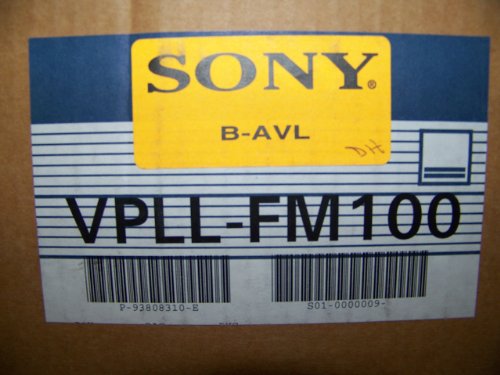 SONY®
B-AVL
DH
VPLL-FM100
P-93808310-E
S01-0000009-